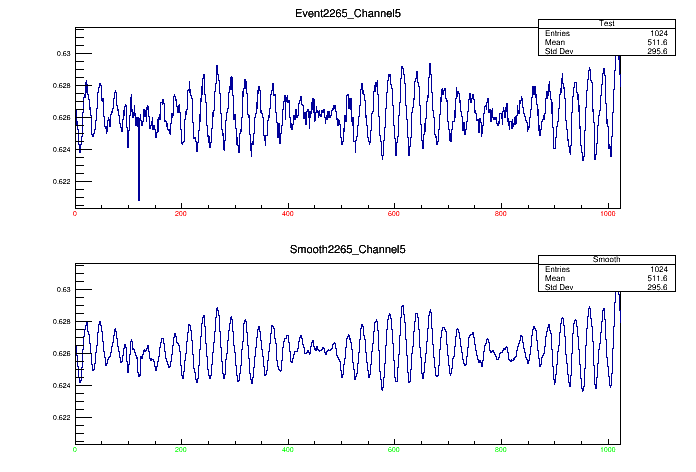 Event2265_Channel5
Test
Entries 1024
Mean 511.6
Std Dev 295.6
0.63
0.628
0.626
0.624
0.622
0 200 400 600 800 1000
Smooth2265_Channel5
Smooth
Entries 1024
Mean 511.6
Std Dev 295.6
0.63
0.628
0.626
0.624
0.622
0 200 400 600 800 1000